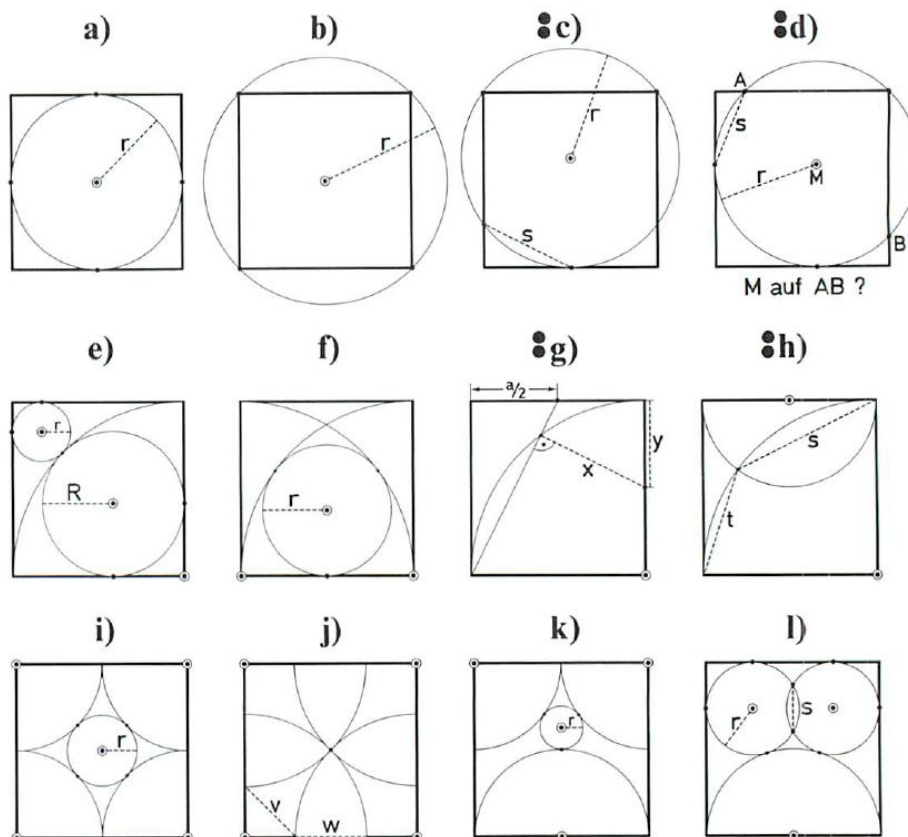 a) b) c) d)
r
r
r
s
A
s
r
M
B
M auf AB ?
e) f) g) h)
r
R
r
a/2
x
y
s
t
i) j) k) l)
r
v
w
r
r
s